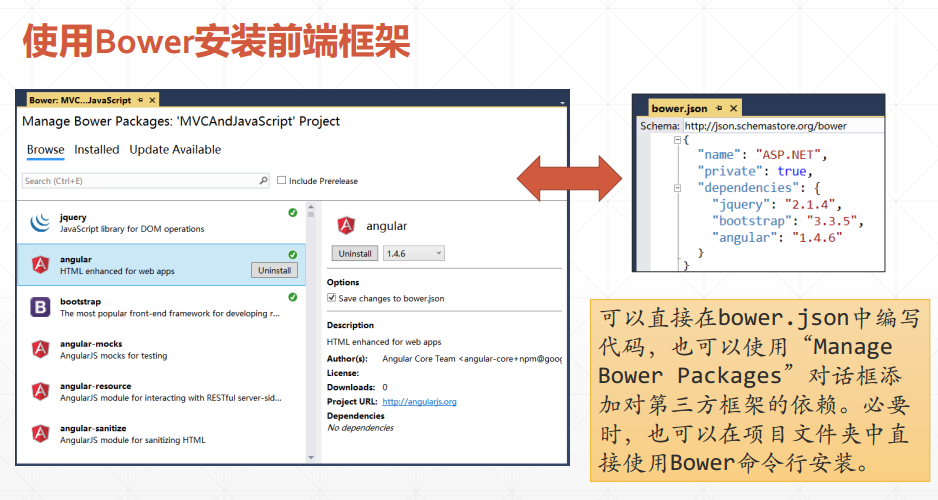 使用Bower安装前端框架
Bower: MVC...JavaScript
Manage Bower Packages: 'MVCAndJavaScript' Project
Browse Installed Update Available
Search (Ctrl+E)
Include Prerelease
jquery
JavaScript library for DOM operations
angular
HTML enhanced for web apps
Uninstall
bootstrap
The most popular front-end framework for developing r...
angular-mocks
AngularJS mocks for testing
angular-resource
AngularJS module for interacting with RESTful server-sid...
angular-sanitize
AngularJS module for sanitizing HTML
angular
Uninstall 1.4.6
Options
Save changes to bower.json
Description
HTML enhanced for web apps
Author(s): Angular Core Team <angular-core+npm@goog
License:
Downloads: 0
Project URL: http://angularjs.org
Dependencies
No dependencies
bower.json
Schema: http://json.schemastore.org/bower
{
"name": "ASP.NET",
"private": true,
"dependencies": {
"jquery": "2.1.4",
"bootstrap": "3.3.5",
"angular": "1.4.6"
}
}
可以直接在bower.json中编写
代码，也可以使用“Manage
Bower Packages”对话框添
加对第三方框架的依赖。必要
时，也可以在项目文件夹中直
接使用Bower命令行安装。